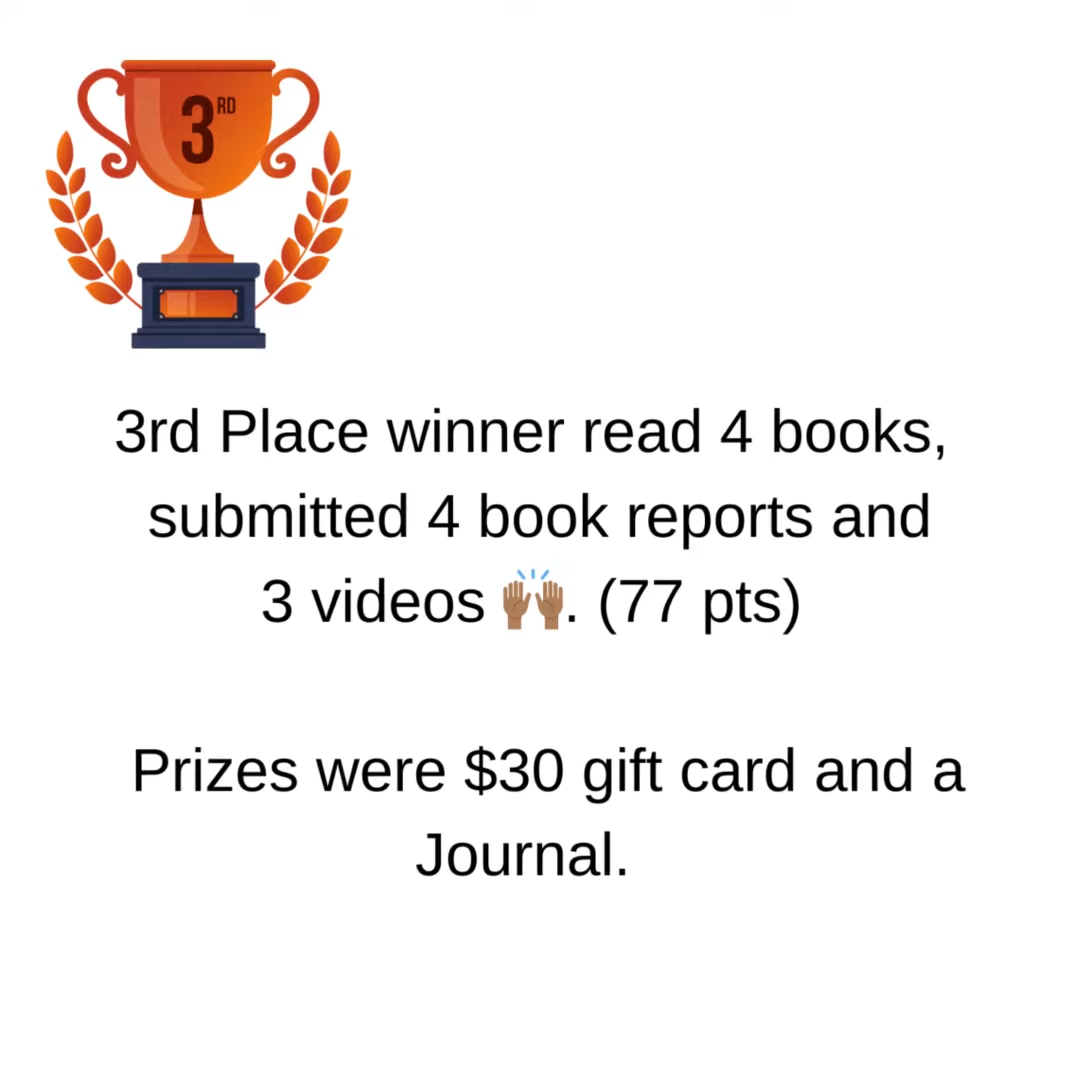 3RD
3rd Place winner read 4 books,
submitted 4 book reports and
3 videos 🙌🏽. (77 pts)
Prizes were $30 gift card and a
Journal.